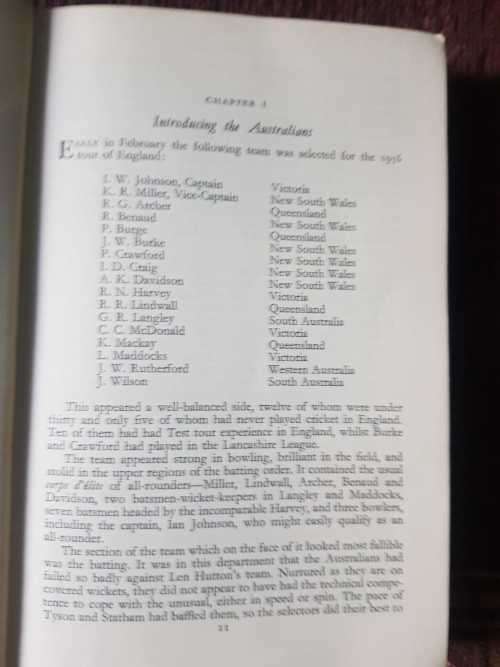 CHAPTER I
Introducing the Australians
EARLY in February the following team was selected for the 1956
tour of England:
I. W. Johnson, Captain Victoria
K. R. Miller, Vice-Captain New South Wales
R. G. Archer Queensland
R. Benaud New South Wales
P. Burge Queensland
J. W. Burke New South Wales
P. Crawford New South Wales
I. D. Craig New South Wales
A. K. Davidson New South Wales
R. N. Harvey Victoria
R. R. Lindwall Queensland
G. R. Langley South Australia
C. C. McDonald Victoria
K. Mackay Queensland
L. Maddocks Victoria
J. W. Rutherford Western Australia
J. Wilson South Australia
This appeared a well-balanced side, twelve of whom were under
thirty and only five of whom had never played cricket in England.
Ten of them had had Test tour experience in England, whilst Burke
and Crawford had played in the Lancashire League.
The team appeared strong in bowling, brilliant in the field, and
stolid in the upper regions of the batting order. It contained the usual
corps d'élite of all-rounders—Miller, Lindwall, Archer, Benaud and
Davidson, two batsmen-wicket-keepers in Langley and Maddocks,
seven batsmen headed by the incomparable Harvey, and three bowlers,
including the captain, Ian Johnson, who might easily qualify as an
all-rounder.
The section of the team which on the face of it looked most fallible
was the batting. It was in this department that the Australians had
failed so badly against Len Hutton's team. Nurtured as they are on
covered wickets, they did not appear to have had the technical compe-
tence to cope with the unusual, either in speed or spin. The pace of
Tyson and Statham had baffled them, so the selectors did their best to
11